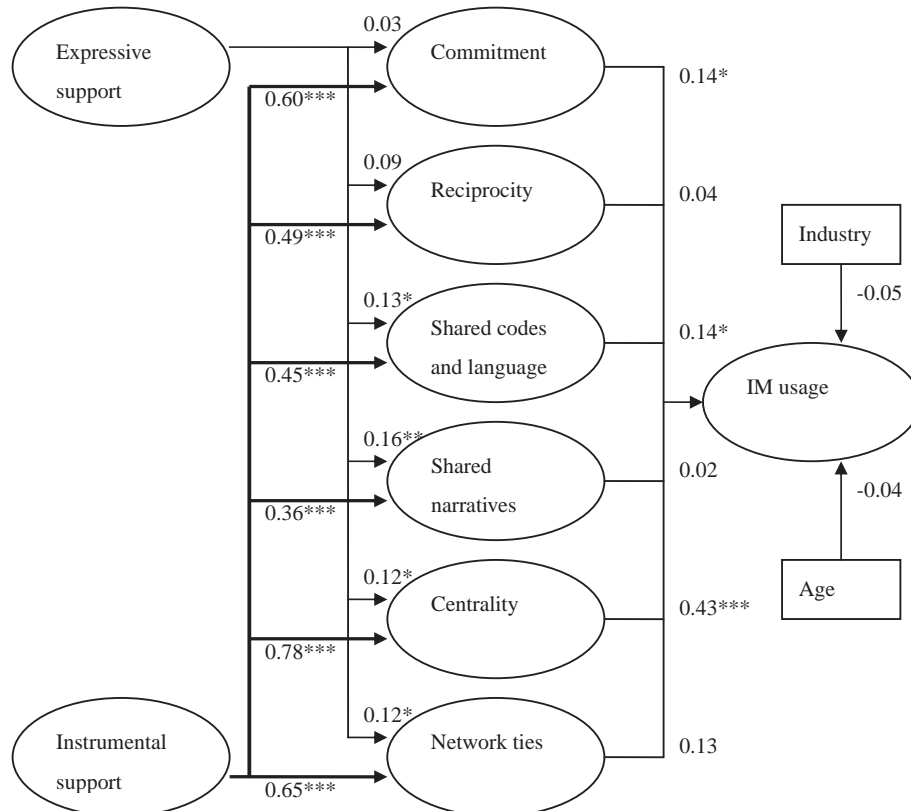 0.03
Expressive
support
Commitment
0.60***
0.14*
0.09
Reciprocity
0.49***
0.04
Industry
-0.05
0.13*
Shared codes
and language
0.45***
0.14*
IM usage
0.16**
Shared
narratives
0.36***
0.02
-0.04
0.12*
Centrality
0.78***
0.43***
Age
0.12*
Instrumental
support
Network ties
0.65***
0.13